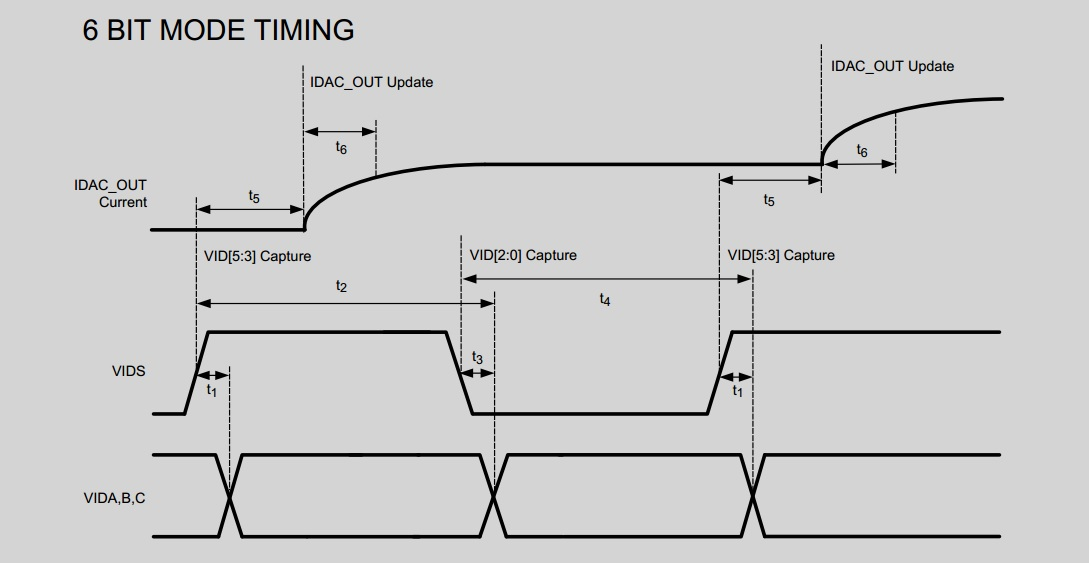 6 BIT MODE TIMING
IDAC_OUT Update
IDAC_OUT Update
t6
t6
IDAC_OUT
Current
t5
t5
VID[5:3] Capture
VID[2:0] Capture
VID[5:3] Capture
t2
t4
VIDS
t1
t3
t1
VIDA,B,C